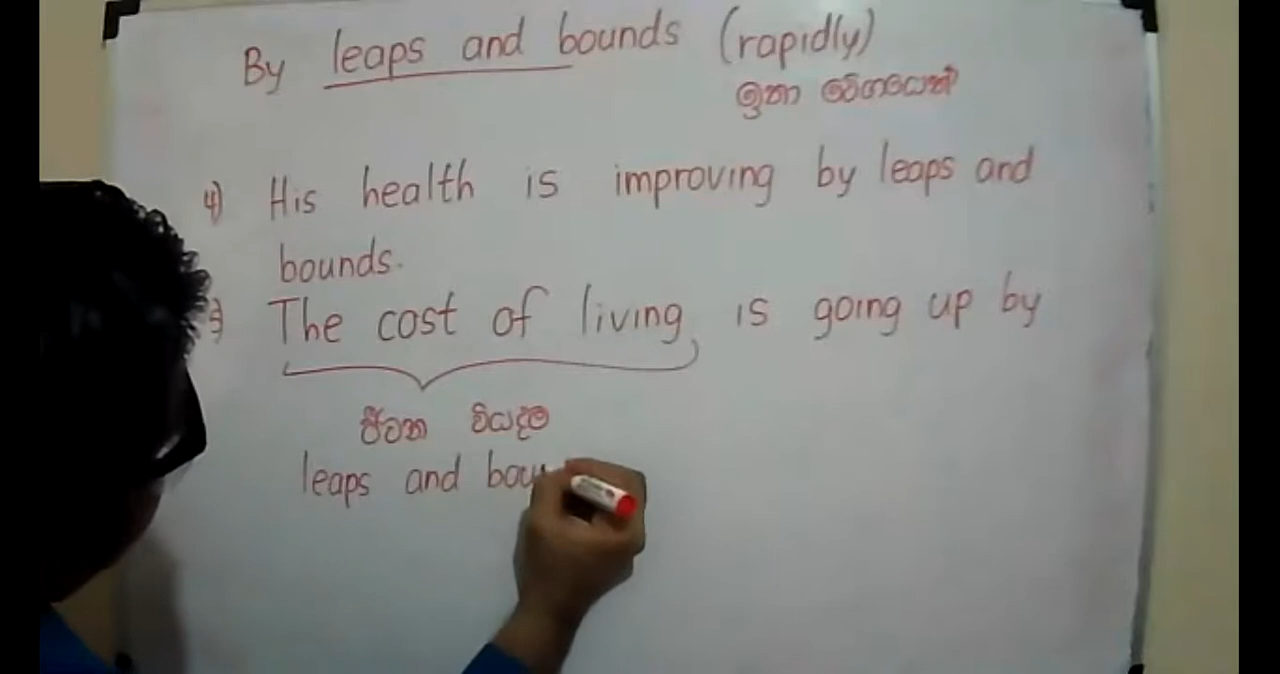 By leaps and bounds (rapidly)
ඉතා වේගයෙන්
4) His health is improving by leaps and
bounds.
The cost of living is going up by
ජීවන වියදම
leaps and bou